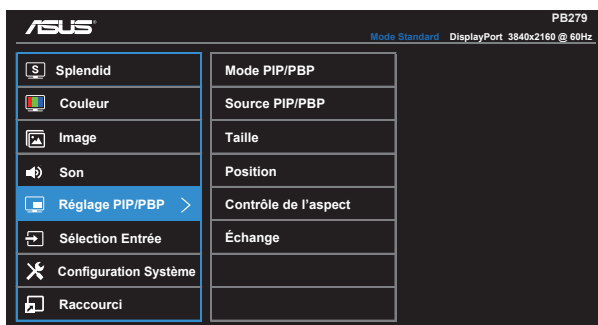 ASUS
PB279
Mode Standard DisplayPort 3840x2160 @ 60Hz
S Splendid
Couleur
Image
Son
Réglage PIP/PBP >
Sélection Entrée
Configuration Système
Raccourci
Mode PIP/PBP
Source PIP/PBP
Taille
Position
Contrôle de l’aspect
Échange